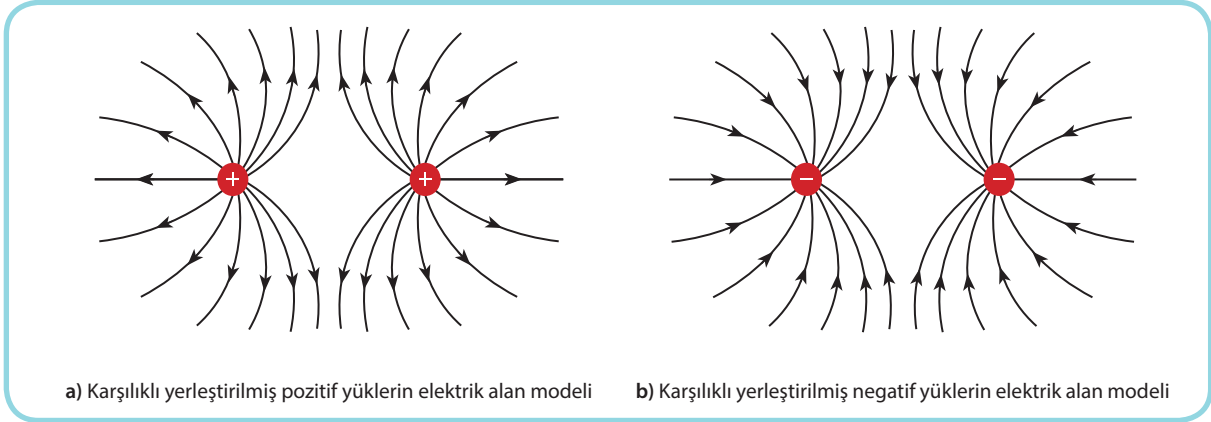 + +
− −
a) Karşılıklı yerleştirilmiş pozitif yüklerin elektrik alan modeli
b) Karşılıklı yerleştirilmiş negatif yüklerin elektrik alan modeli